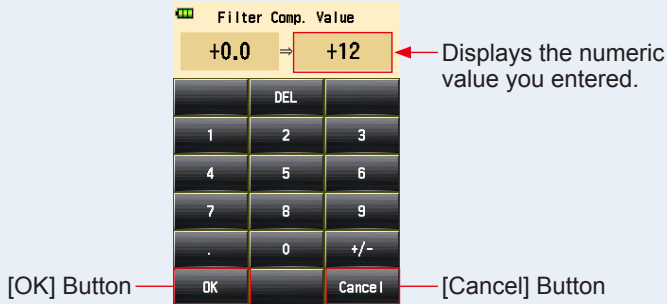 Filter Comp. Value
+0.0 ⇒ +12
Displays the numeric
value you entered.
DEL
1 2 3
4 5 6
7 8 9
. 0 +/-
[OK] Button OK Cancel [Cancel] Button